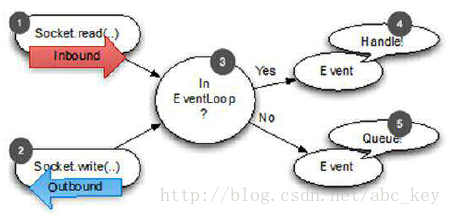 1
Socket.read(..)
Inbound
2
Socket.write(..)
Outbound
3
In
EventLoop
?
Yes
No
4
Handle!
Event
5
Queue!
Event
http://blog.csdn.net/abc_key